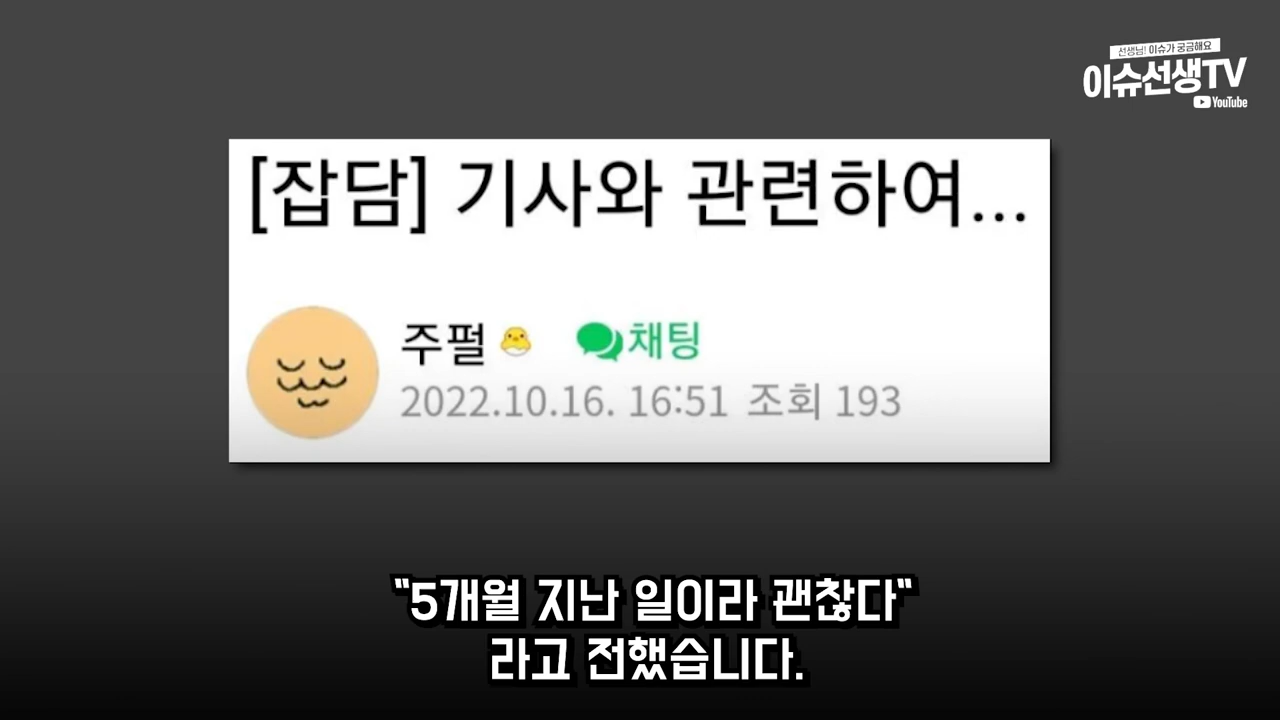 선생님! 이슈가 궁금해요
이슈선생TV
YouTube
[잡담] 기사와 관련하여...
주펄 채팅
2022.10.16. 16:51 조회 193
"5개월 지난 일이라 괜찮다"
라고 전했습니다.